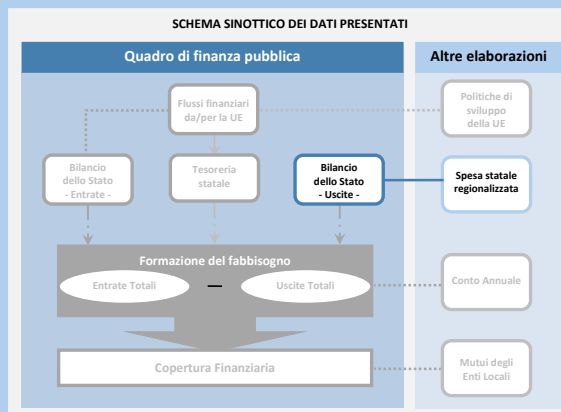 SCHEMA SINOTTICO DEI DATI PRESENTATI
Quadro di finanza pubblica
Altre elaborazioni
Flussi finanziari
da/per la UE
Politiche di
sviluppo
della UE
Bilancio
dello Stato
- Entrate -
Tesoreria
statale
Bilancio
dello Stato
- Uscite -
Spesa statale
regionalizzata
Formazione del fabbisogno
Entrate Totali
—
Uscite Totali
Conto Annuale
Copertura Finanziaria
Mutui degli
Enti Locali